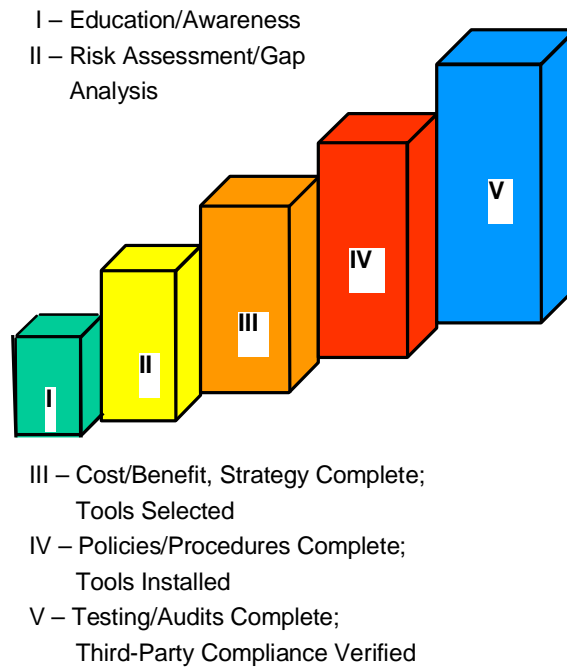 I – Education/Awareness
II – Risk Assessment/Gap
Analysis
V
IV
III
II
I
III – Cost/Benefit, Strategy Complete;
Tools Selected
IV – Policies/Procedures Complete;
Tools Installed
V – Testing/Audits Complete;
Third-Party Compliance Verified